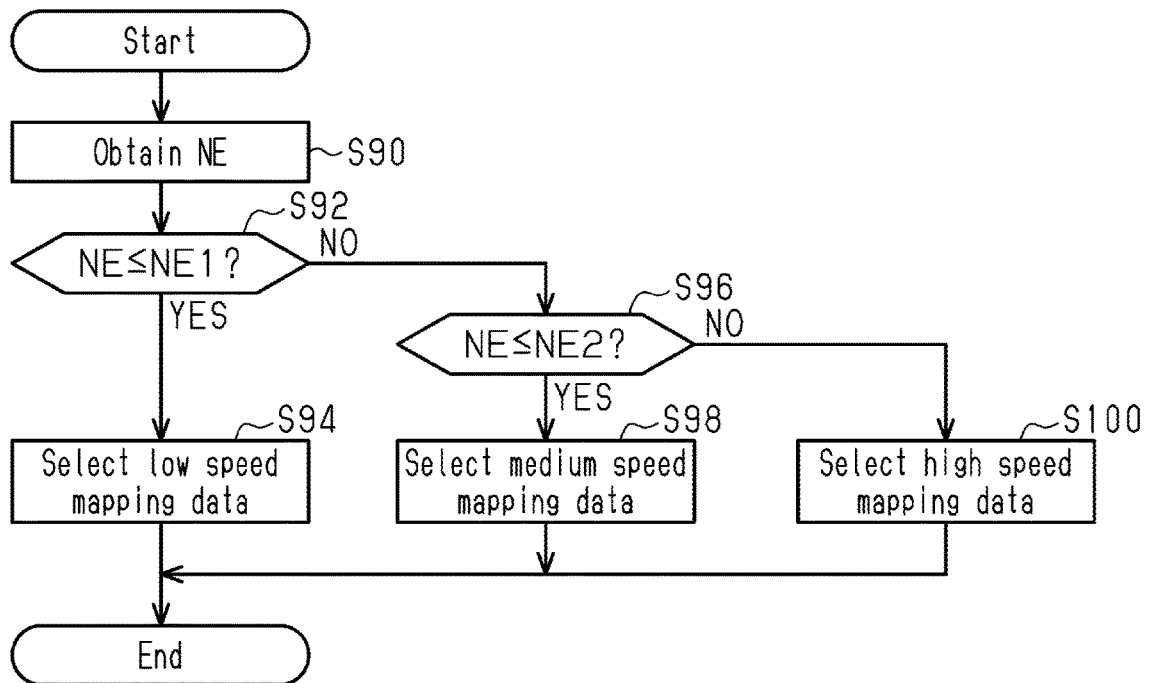 Start
Obtain NE
S90
S92
NE≦NE1?
NO
YES
S96
NE≦NE2?
NO
YES
S94
Select low speed
mapping data
S98
Select medium speed
mapping data
S100
Select high speed
mapping data
End